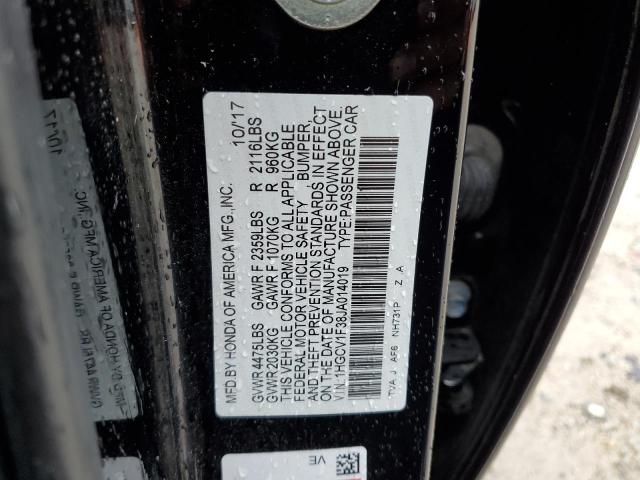 MFD.BY HONDA OF AMERICA MFG.,INC. 10/'17
GVWR 4475LBS GAWR F 2359LBS R 2116LBS
GVWR 2030KG GAWR F 1070KG R 960KG
THIS VEHICLE CONFORMS TO ALL APPLICABLE
FEDERAL MOTOR VEHICLE SAFETY , BUMPER,
AND THEFT PREVENTION STANDARDS IN EFFECT
ON THE DATE OF MANUFACTURE SHOWN ABOVE.
V.I.N.:1HGCV1F38JA014019 TYPE:PASSENGER CAR
TVA J AF6 NH731P Z A
VE